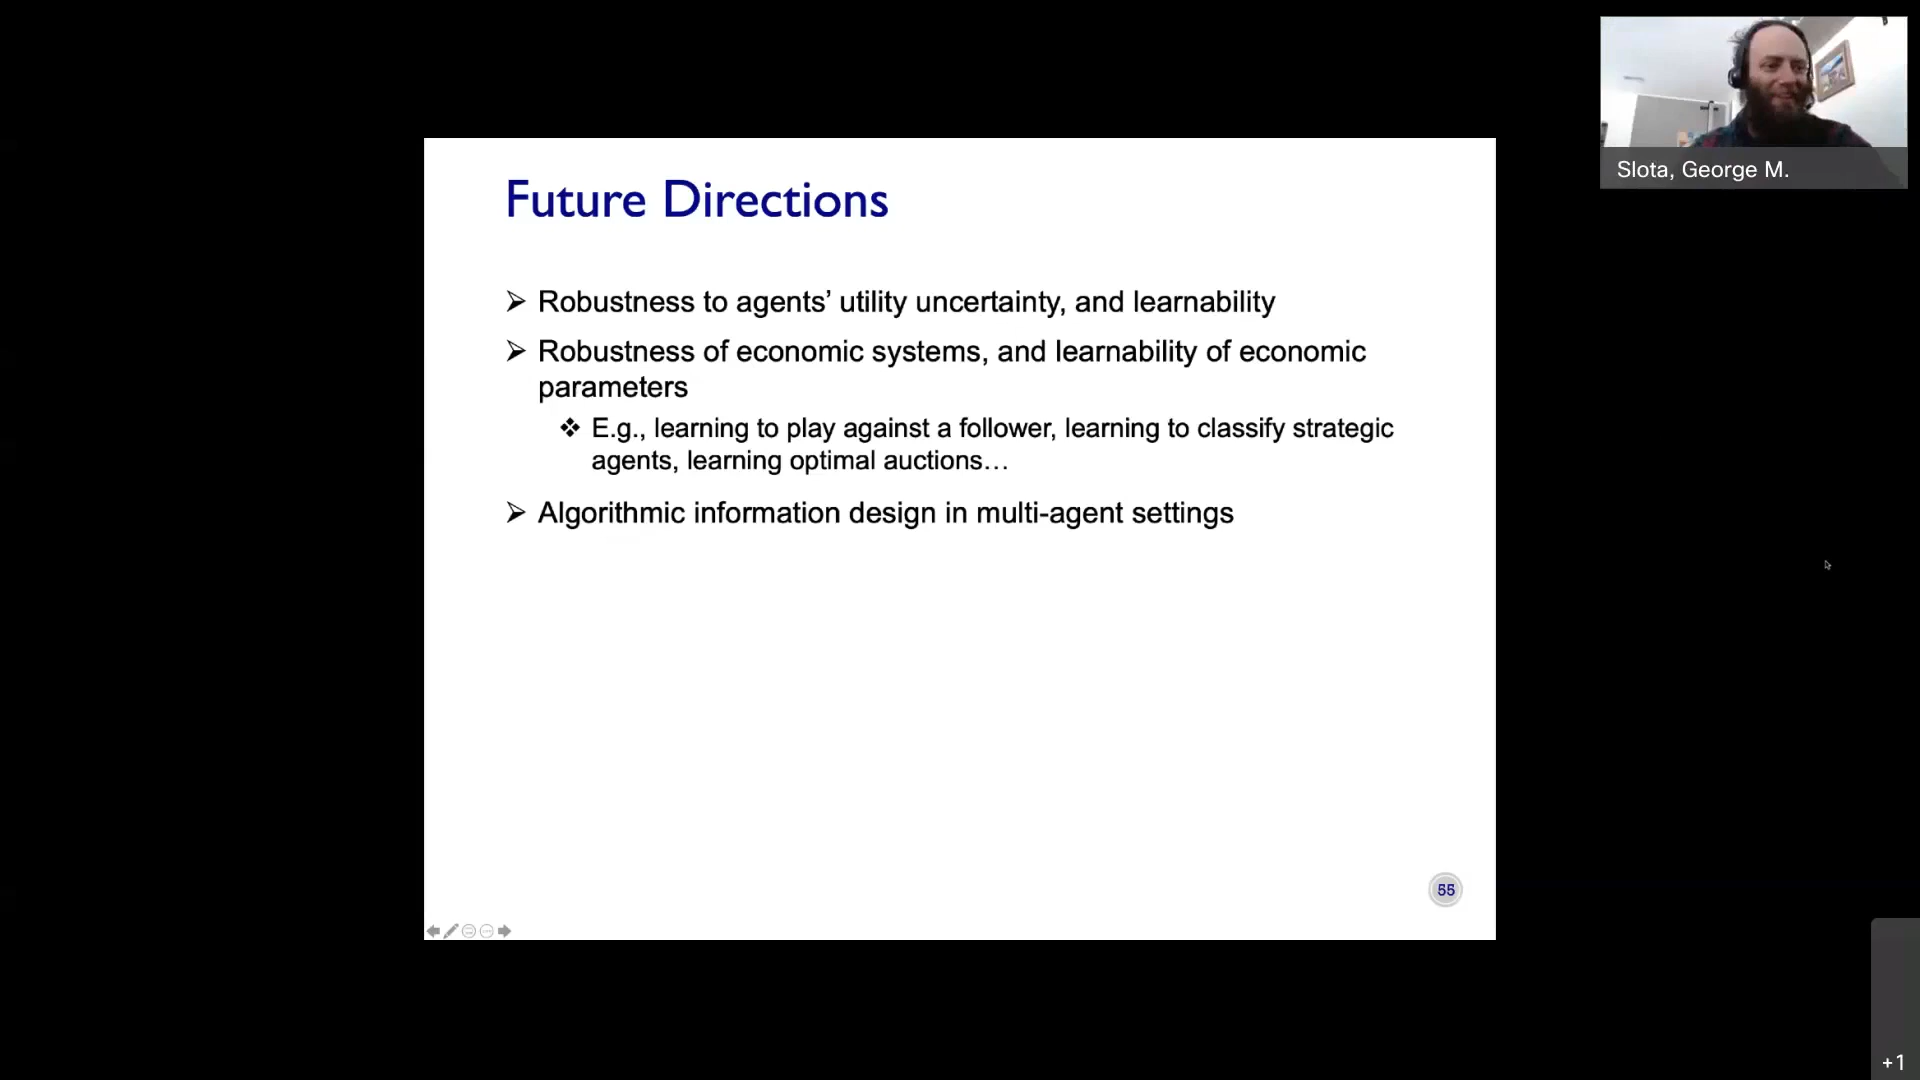 Slota, George M.
Future Directions
➢ Robustness to agents’ utility uncertainty, and learnability
➢ Robustness of economic systems, and learnability of economic
parameters
❖ E.g., learning to play against a follower, learning to classify strategic
agents, learning optimal auctions…
➢ Algorithmic information design in multi-agent settings
55
+1